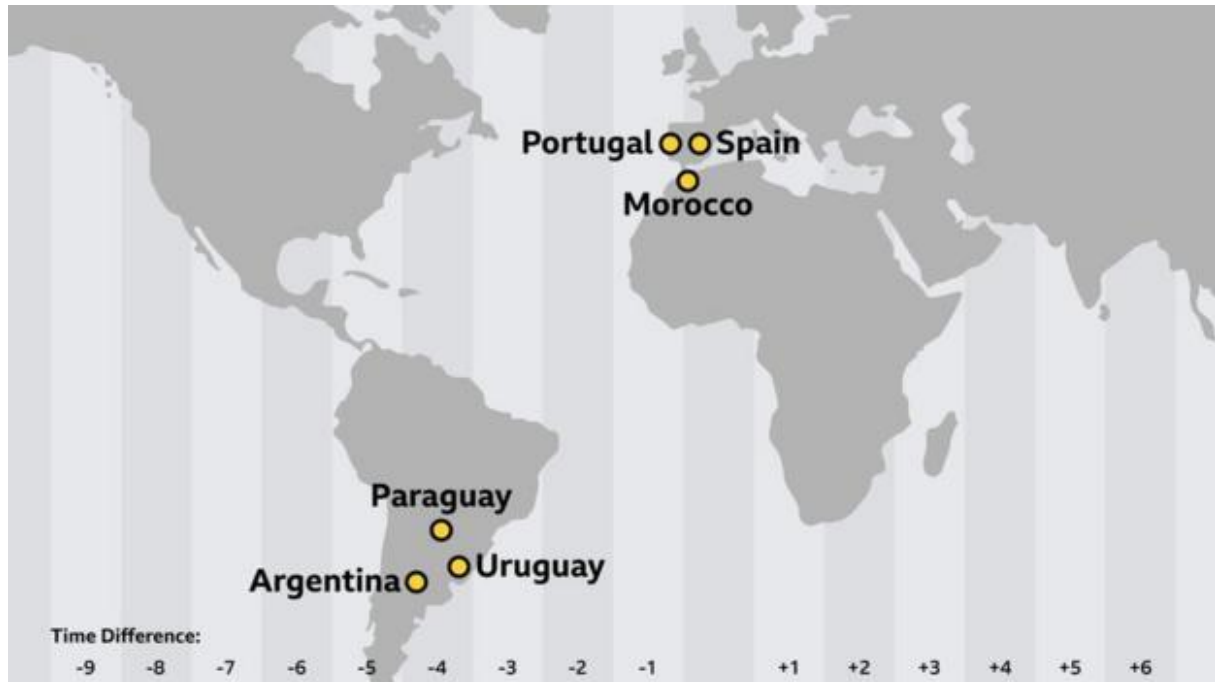 Portugal
Spain
Morocco
Paraguay
Uruguay
Argentina
Time Difference:
-9 -8 -7 -6 -5 -4 -3 -2 -1 +1 +2 +3 +4 +5 +6